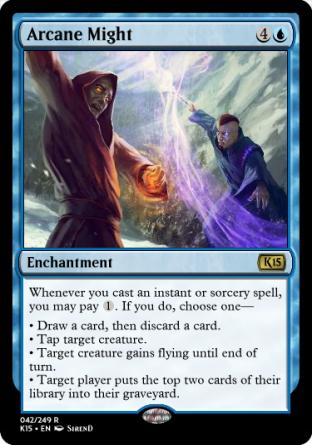 Arcane Might 4
Enchantment K15
Whenever you cast an instant or sorcery spell,
you may pay 1. If you do, choose one—
• Draw a card, then discard a card.
• Tap target creature.
• Target creature gains flying until end of
turn.
• Target player puts the top two cards of their
library into their graveyard.
042/249 R
K15 • EN SIREND